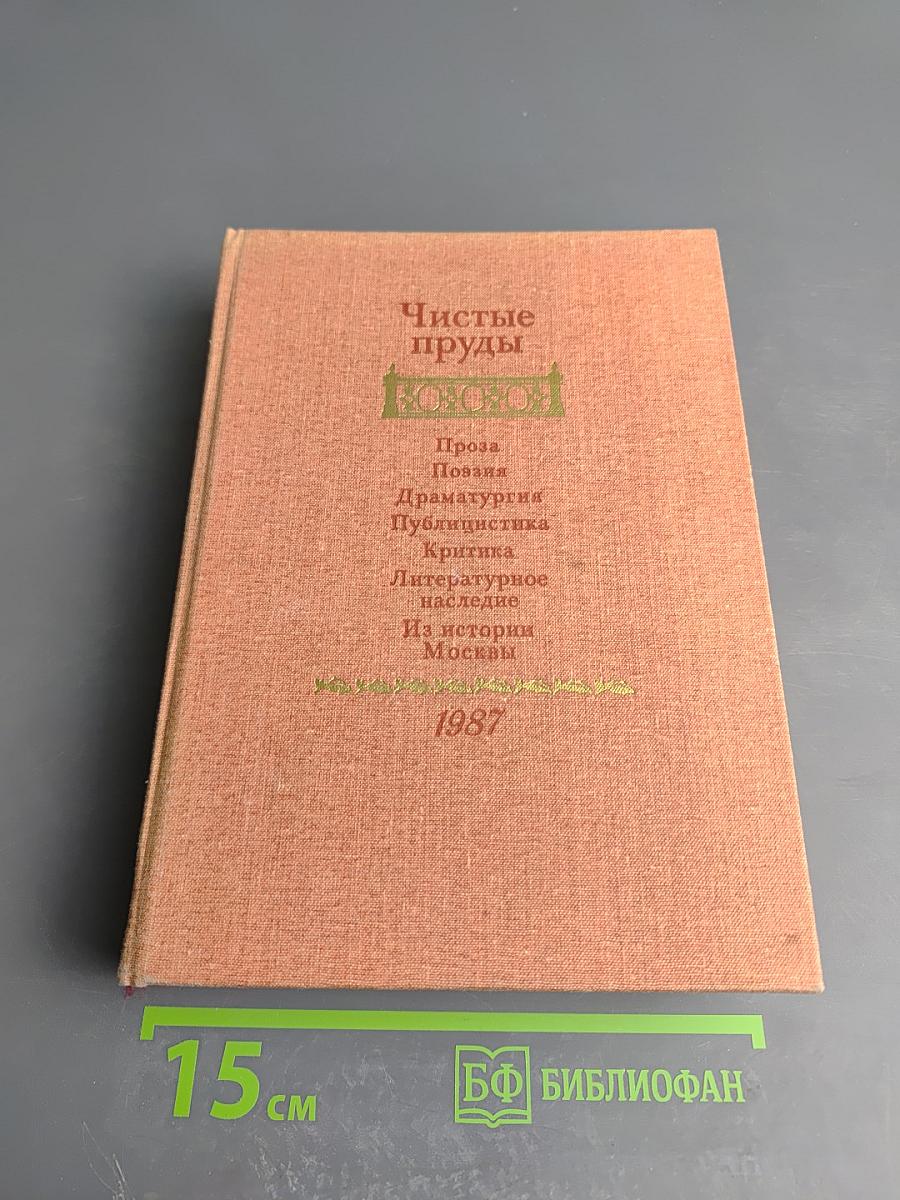 Чистые
пруды
Проза
Поэзия
Драматургия
Публицистика
Критика
Литературное
наследие
Из истории
Москвы
1987
15 см
БФ БИБЛИОФАН